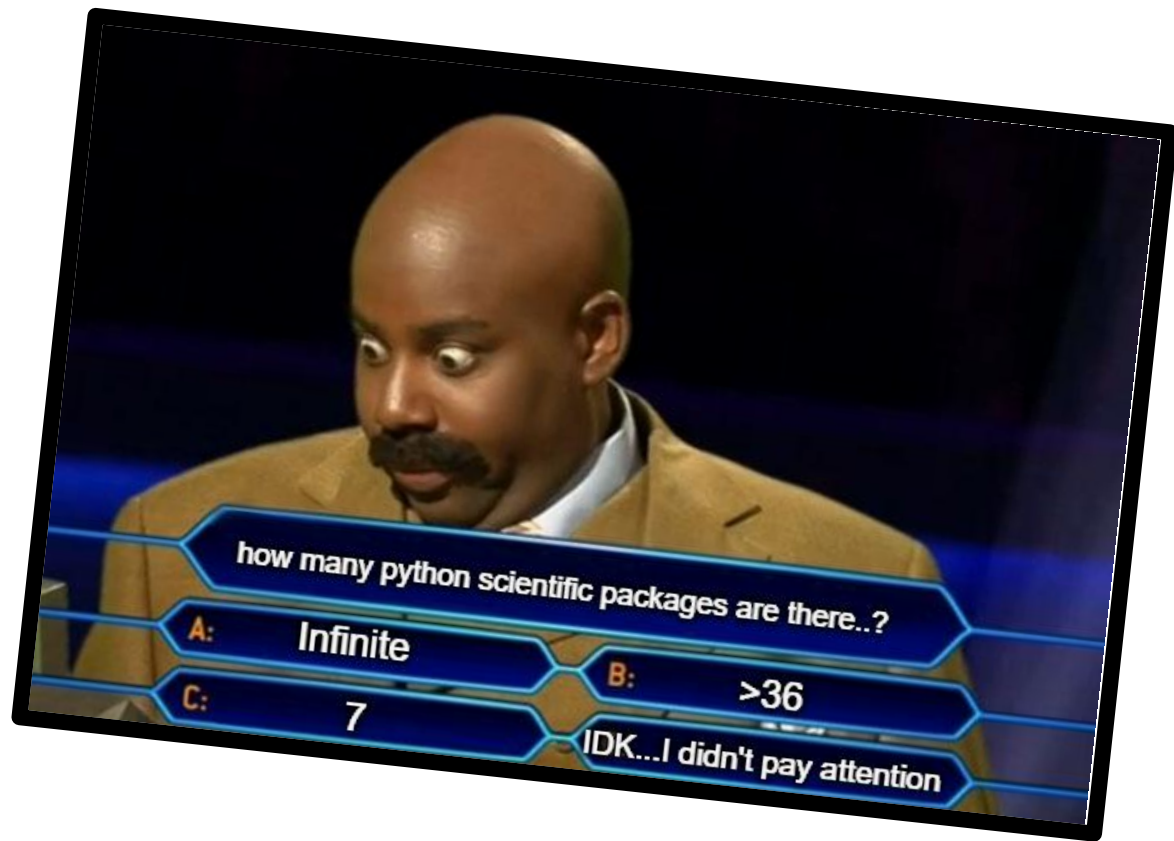 how many python scientific packages are there..?
A: Infinite
B: >36
C: 7
IDK...I didn't pay attention